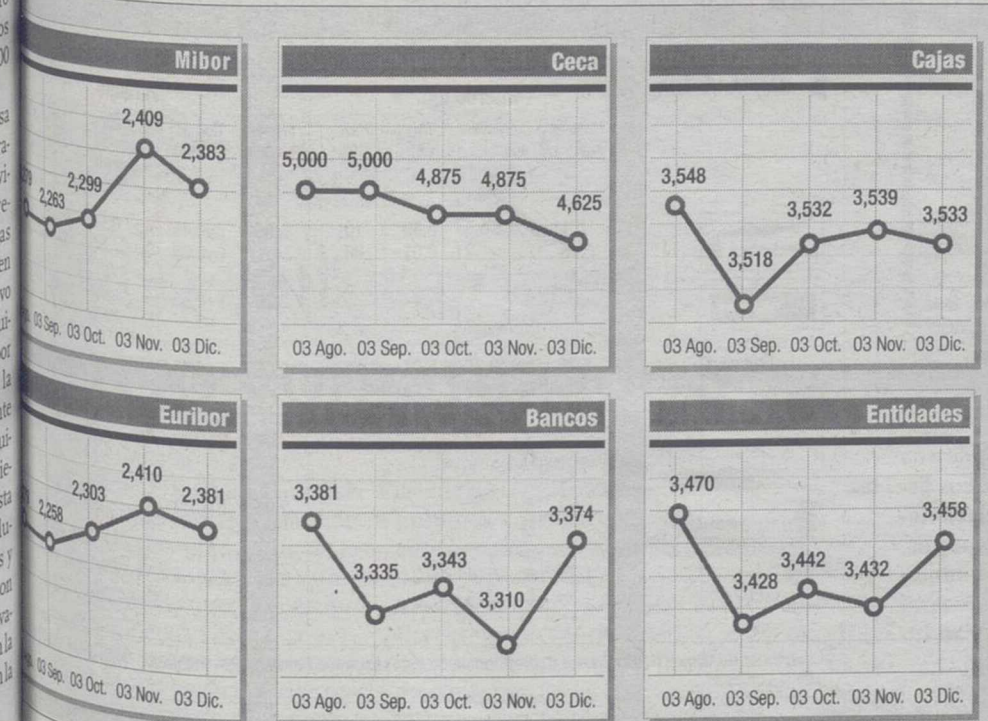 Mibor
2,409
2,383
2,299
2,263
03 Sep. 03 Oct. 03 Nov. 03 Dic.
Ceca
5,000 5,000
4,875 4,875
4,625
03 Ago. 03 Sep. 03 Oct. 03 Nov. 03 Dic.
Cajas
3,548
3,518
3,532
3,539
3,533
03 Ago. 03 Sep. 03 Oct. 03 Nov. 03 Dic.
Euribor
2,410
2,381
2,303
2,258
03 Sep. 03 Oct. 03 Nov. 03 Dic.
Bancos
3,381
3,335
3,343
3,310
3,374
03 Ago. 03 Sep. 03 Oct. 03 Nov. 03 Dic.
Entidades
3,470
3,428
3,442
3,432
3,458
03 Ago. 03 Sep. 03 Oct. 03 Nov. 03 Dic.